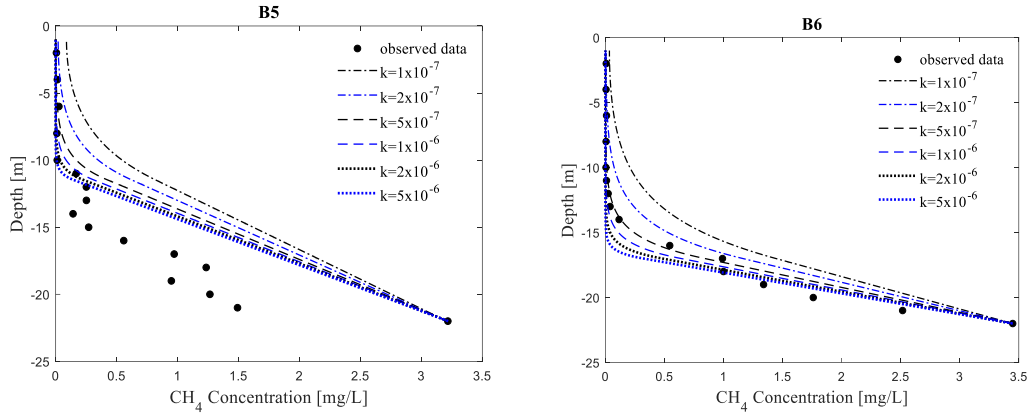 B5
observed data
k=1x10^-7
k=2x10^-7
k=5x10^-7
k=1x10^-6
k=2x10^-6
k=5x10^-6
0
-5
-10
-15
-20
-25
Depth [m]
0 0.5 1 1.5 2 2.5 3 3.5
CH4 Concentration [mg/L]
B6
observed data
k=1x10^-7
k=2x10^-7
k=5x10^-7
k=1x10^-6
k=2x10^-6
k=5x10^-6
0
-5
-10
-15
-20
-25
Depth [m]
0 0.5 1 1.5 2 2.5 3 3.5
CH4 Concentration [mg/L]